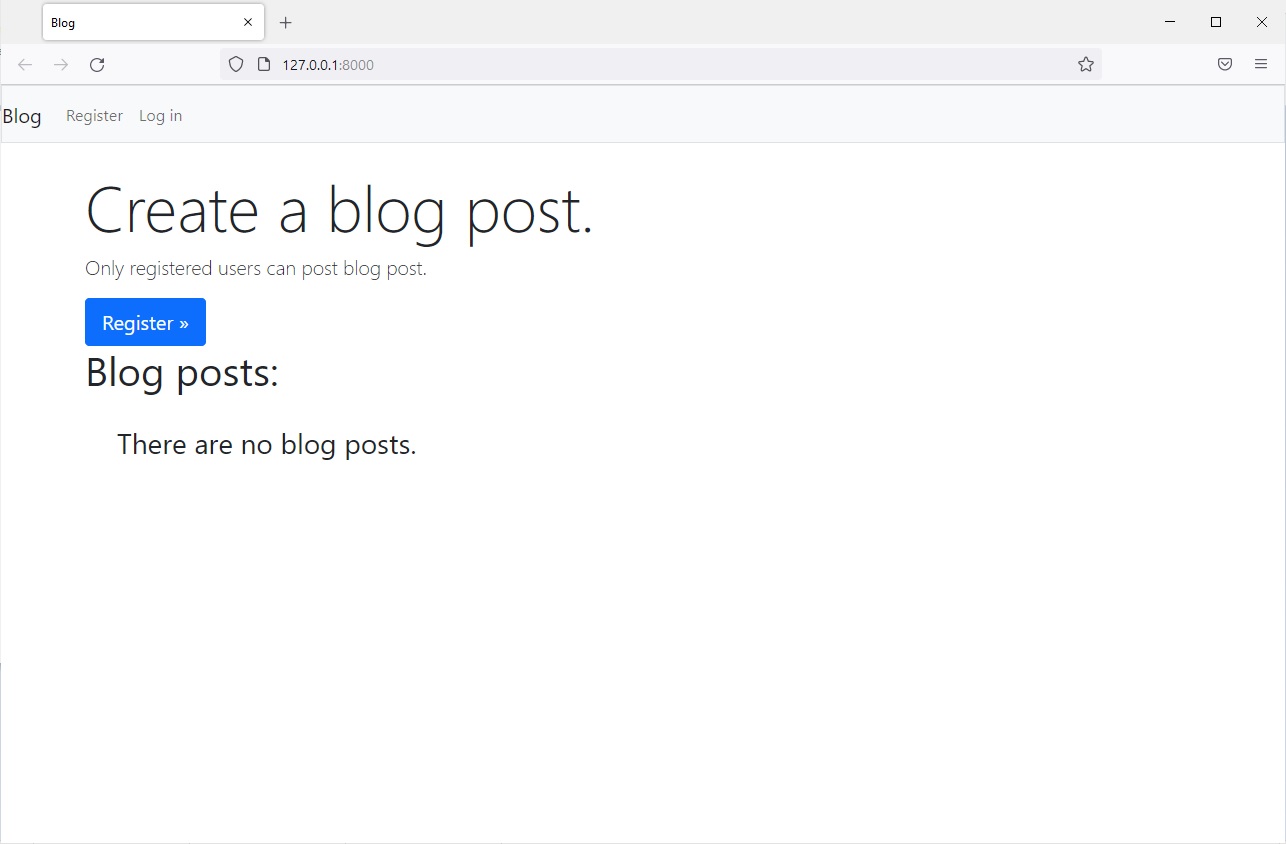 Blog
127.0.0.1:8000
Blog Register Log in
Create a blog post.
Only registered users can post blog post.
Register »
Blog posts:
There are no blog posts.